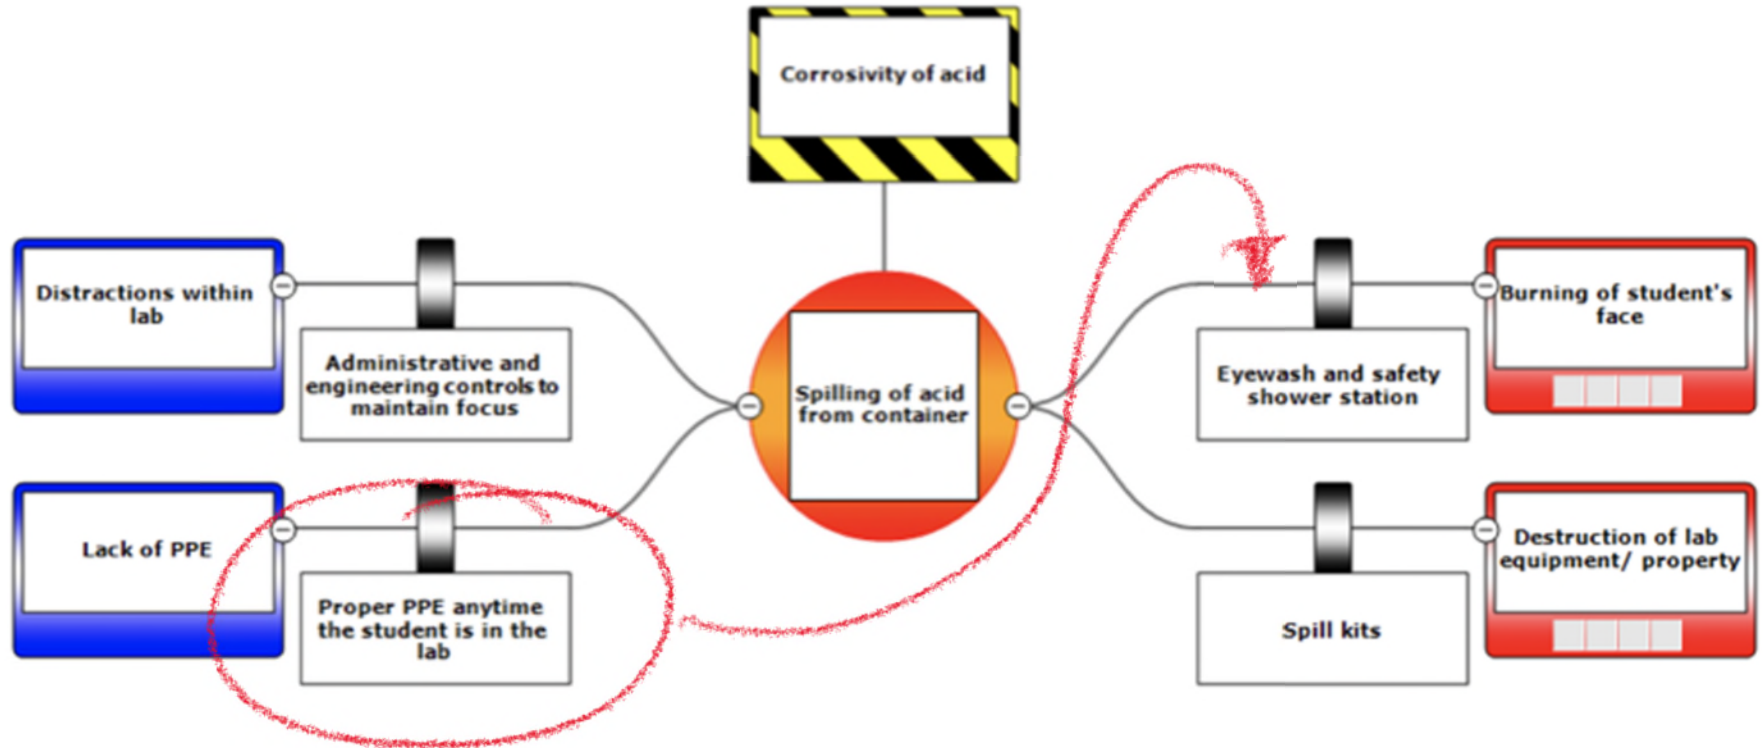 Corrosivity of acid
Distractions within
lab
Administrative and
engineering controls to
maintain focus
Lack of PPE
Proper PPE anytime
the student is in the
lab
Spilling of acid
from container
Eyewash and safety
shower station
Burning of student's
face
Spill kits
Destruction of lab
equipment/ property